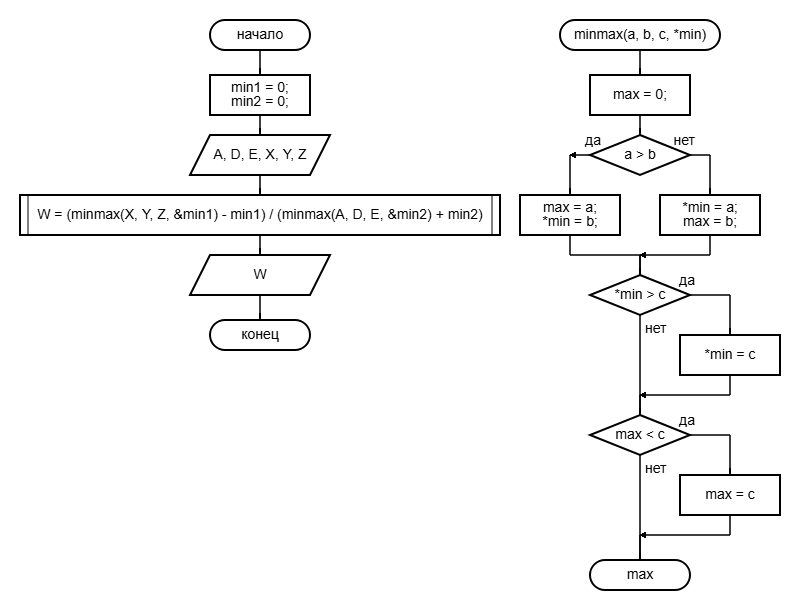 начало
min1 = 0;
min2 = 0;
A, D, E, X, Y, Z
W = (minmax(X, Y, Z, &min1) - min1) / (minmax(A, D, E, &min2) + min2)
W
конец
minmax(a, b, c, *min)
max = 0;
да
нет
a > b
max = a;
*min = b;
*min = a;
max = b;
да
*min > c
нет
*min = c
да
max < c
нет
max = c
max